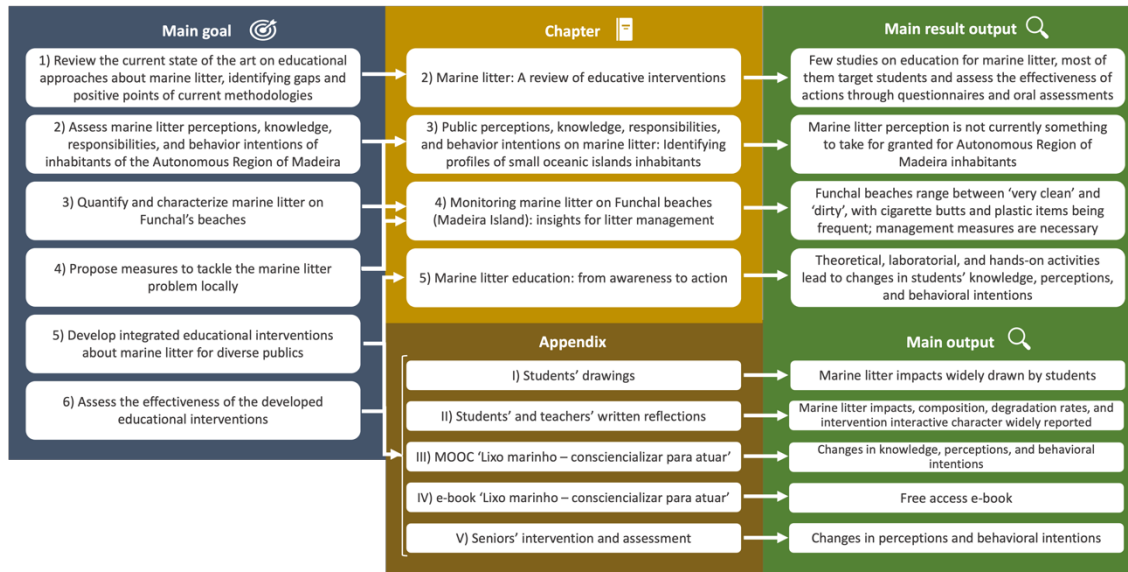 Main goal
1) Review the current state of the art on educational
approaches about marine litter, identifying gaps and
positive points of current methodologies
2) Assess marine litter perceptions, knowledge,
responsibilities, and behavior intentions of
inhabitants of the Autonomous Region of Madeira
3) Quantify and characterize marine litter on
Funchal’s beaches
4) Propose measures to tackle the marine litter
problem locally
5) Develop integrated educational interventions
about marine litter for diverse publics
6) Assess the effectiveness of the developed
educational interventions
Chapter
2) Marine litter: A review of educative interventions
3) Public perceptions, knowledge, responsibilities,
and behavior intentions on marine litter: Identifying
profiles of small oceanic islands inhabitants
4) Monitoring marine litter on Funchal beaches
(Madeira Island): insights for litter management
5) Marine litter education: from awareness to action
Main result output
Few studies on education for marine litter, most of
them target students and assess the effectiveness of
actions through questionnaires and oral assessments
Marine litter perception is not currently something
to take for granted for Autonomous Region of
Madeira inhabitants
Funchal beaches range between ‘very clean’ and
‘dirty’, with cigarette butts and plastic items being
frequent; management measures are necessary
Theoretical, laboratorial, and hands-on activities
lead to changes in students’ knowledge, perceptions,
and behavioral intentions
Appendix
I) Students’ drawings
II) Students’ and teachers’ written reflections
III) MOOC ‘Lixo marinho – consciencializar para atuar’
IV) e-book ‘Lixo marinho – consciencializar para atuar’
V) Seniors’ intervention and assessment
Main output
Marine litter impacts widely drawn by students
Marine litter impacts, composition, degradation rates, and
intervention interactive character widely reported
Changes in knowledge, perceptions, and behavioral
intentions
Free access e-book
Changes in perceptions and behavioral intentions